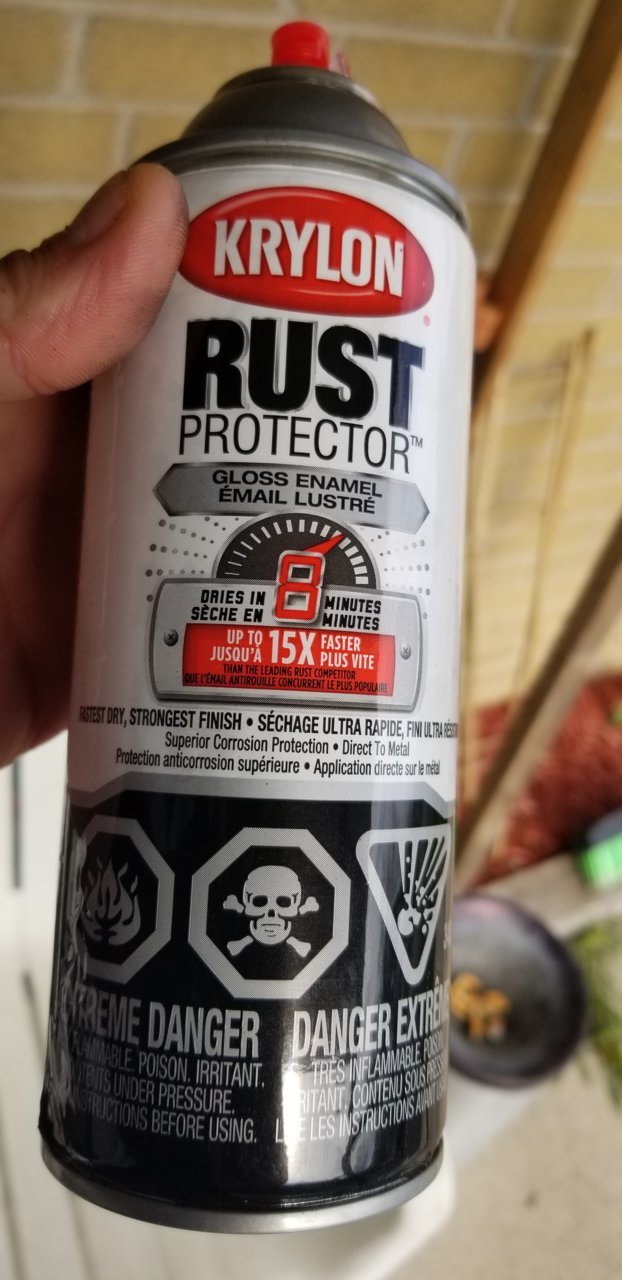 KRYLON
®
RUST
PROTECTOR™
GLOSS ENAMEL
ÉMAIL LUSTRÉ
DRIES IN 8 MINUTES
SÈCHE EN MINUTES
UP TO 15X FASTER
JUSQU'À PLUS VITE
THAN THE LEADING RUST COMPETITOR
QUE L'ÉMAIL ANTIROUILLE CONCURRENT LE PLUS POPULAIRE
FASTEST DRY, STRONGEST FINISH • SÉCHAGE ULTRA RAPIDE, FINI ULTRA
Superior Corrosion Protection • Direct To Metal
Protection anticorrosion supérieure • Application directe sur le métal
DANGER DANGER
POISON. IRRITANT. TRÈS INFLAMMABLE.
UNDER PRESSURE. CONTENU SOUS
BEFORE USING. LES INSTRUCTIONS